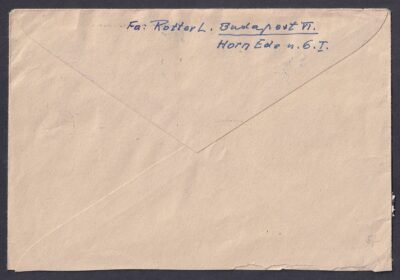 Fa: Rotter L. Budapest VI.
Horn Ede u. 6. I.